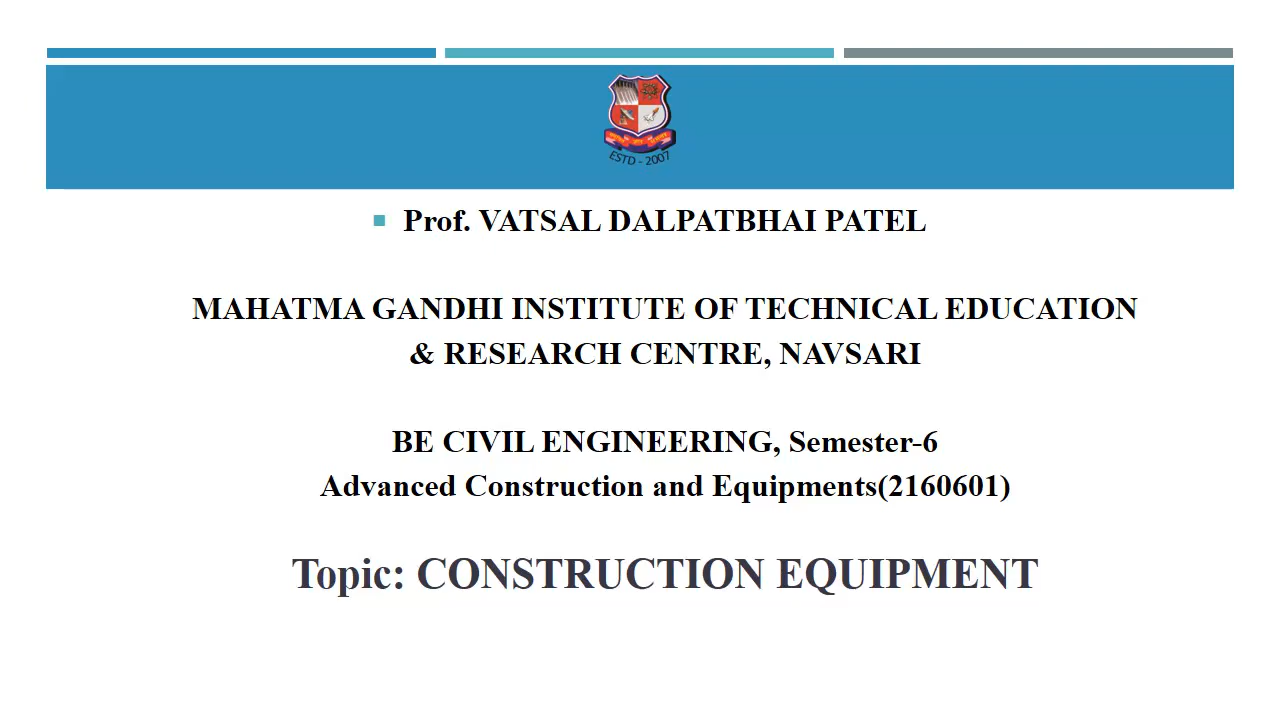 ESTD - 2007
Prof. VATSAL DALPATBHAI PATEL
MAHATMA GANDHI INSTITUTE OF TECHNICAL EDUCATION
& RESEARCH CENTRE, NAVSARI
BE CIVIL ENGINEERING, Semester-6
Advanced Construction and Equipments(2160601)
Topic: CONSTRUCTION EQUIPMENT